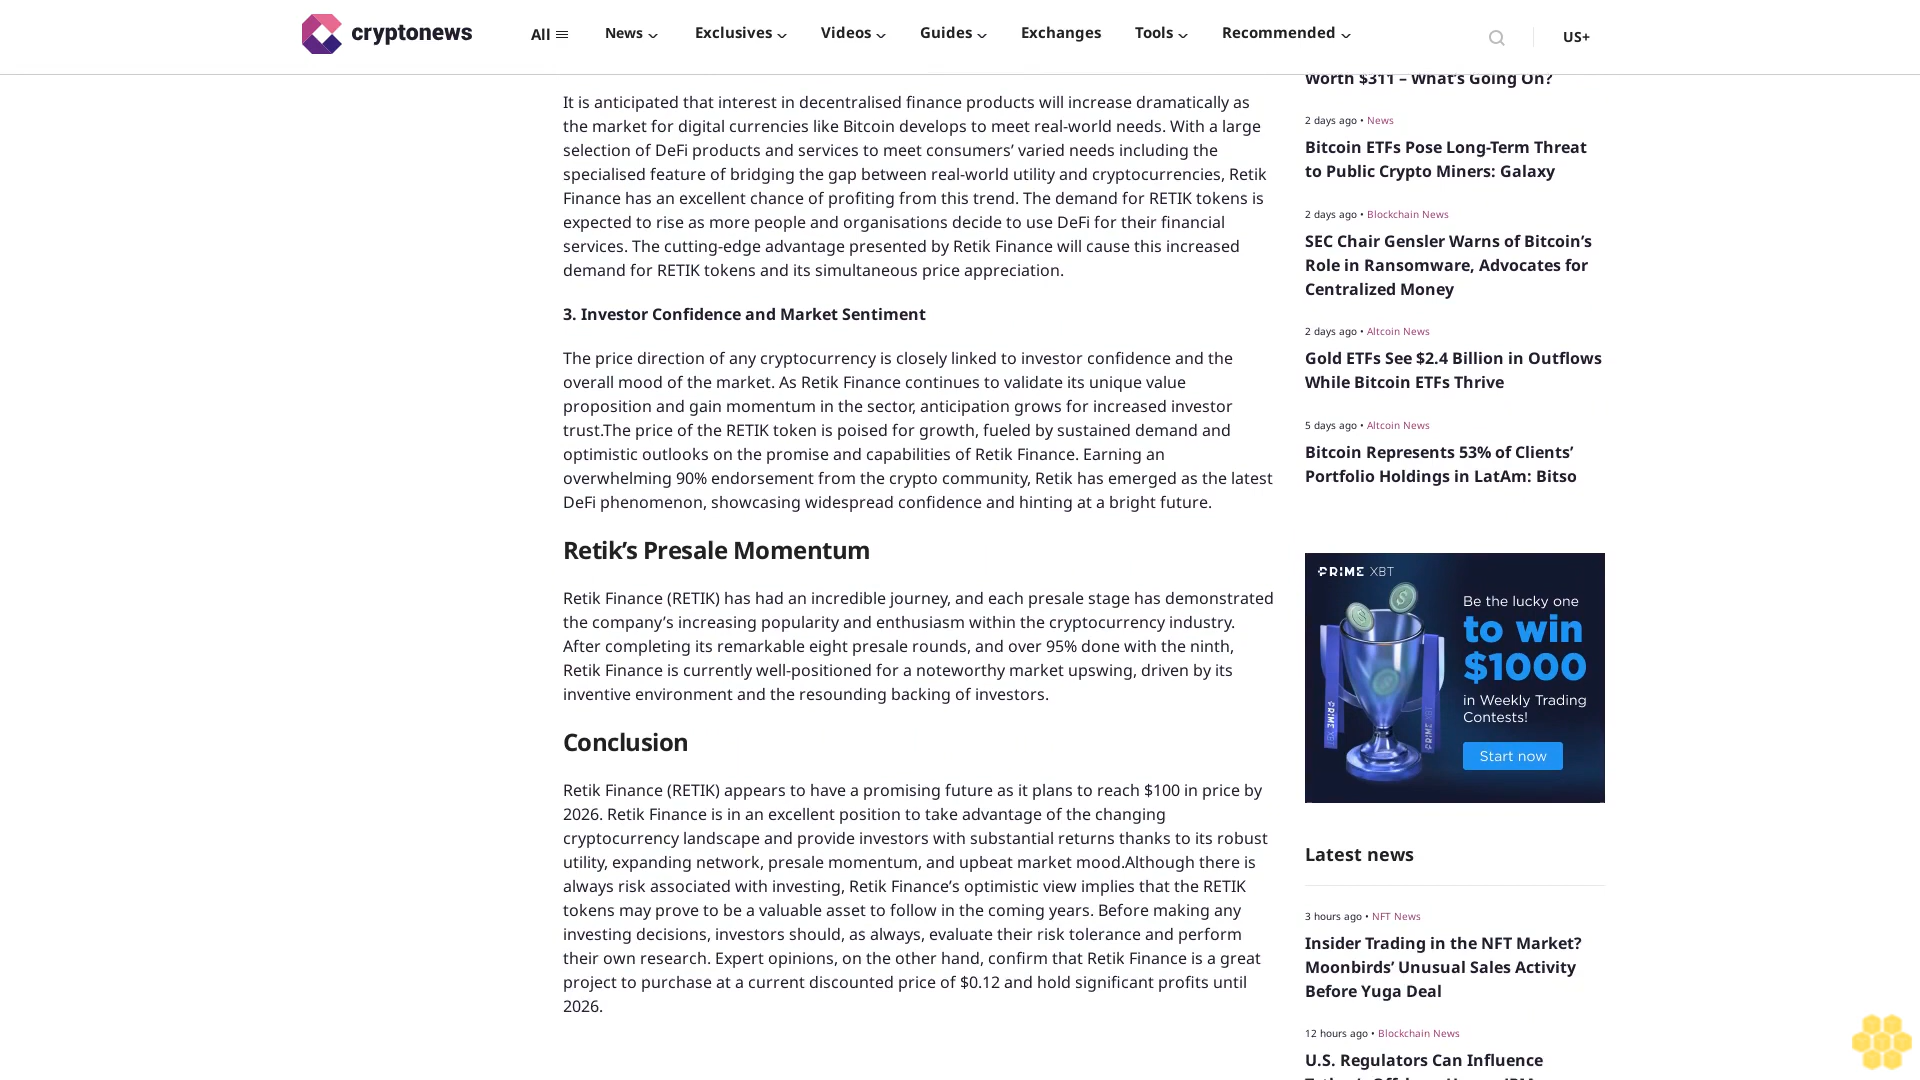 cryptonews
All
News
Exclusives
Videos
Guides
Exchanges
Tools
Recommended
US+
It is anticipated that interest in decentralised finance products will increase dramatically as
the market for digital currencies like Bitcoin develops to meet real-world needs. With a large
selection of DeFi products and services to meet consumers’ varied needs including the
specialised feature of bridging the gap between real-world utility and cryptocurrencies, Retik
Finance has an excellent chance of profiting from this trend. The demand for RETIK tokens is
expected to rise as more people and organisations decide to use DeFi for their financial
services. The cutting-edge advantage presented by Retik Finance will cause this increased
demand for RETIK tokens and its simultaneous price appreciation.
3. Investor Confidence and Market Sentiment
The price direction of any cryptocurrency is closely linked to investor confidence and the
overall mood of the market. As Retik Finance continues to validate its unique value
proposition and gain momentum in the sector, anticipation grows for increased investor
trust.The price of the RETIK token is poised for growth, fueled by sustained demand and
optimistic outlooks on the promise and capabilities of Retik Finance. Earning an
overwhelming 90% endorsement from the crypto community, Retik has emerged as the latest
DeFi phenomenon, showcasing widespread confidence and hinting at a bright future.
Retik’s Presale Momentum
Retik Finance (RETIK) has had an incredible journey, and each presale stage has demonstrated
the company’s increasing popularity and enthusiasm within the cryptocurrency industry.
After completing its remarkable eight presale rounds, and over 95% done with the ninth,
Retik Finance is currently well-positioned for a noteworthy market upswing, driven by its
inventive environment and the resounding backing of investors.
Conclusion
Retik Finance (RETIK) appears to have a promising future as it plans to reach $100 in price by
2026. Retik Finance is in an excellent position to take advantage of the changing
cryptocurrency landscape and provide investors with substantial returns thanks to its robust
utility, expanding network, presale momentum, and upbeat market mood.Although there is
always risk associated with investing, Retik Finance’s optimistic view implies that the RETIK
tokens may prove to be a valuable asset to follow in the coming years. Before making any
investing decisions, investors should, as always, evaluate their risk tolerance and perform
their own research. Expert opinions, on the other hand, confirm that Retik Finance is a great
project to purchase at a current discounted price of $0.12 and hold significant profits until
2026.
Worth $311 – What’s Going On?
2 days ago • News
Bitcoin ETFs Pose Long-Term Threat
to Public Crypto Miners: Galaxy
2 days ago • Blockchain News
SEC Chair Gensler Warns of Bitcoin’s
Role in Ransomware, Advocates for
Centralized Money
2 days ago • Altcoin News
Gold ETFs See $2.4 Billion in Outflows
While Bitcoin ETFs Thrive
5 days ago • Altcoin News
Bitcoin Represents 53% of Clients’
Portfolio Holdings in LatAm: Bitso
PRIME XBT
Be the lucky one
to win
$1000
in Weekly Trading
Contests!
Start now
Latest news
3 hours ago • NFT News
Insider Trading in the NFT Market?
Moonbirds’ Unusual Sales Activity
Before Yuga Deal
12 hours ago • Blockchain News
U.S. Regulators Can Influence